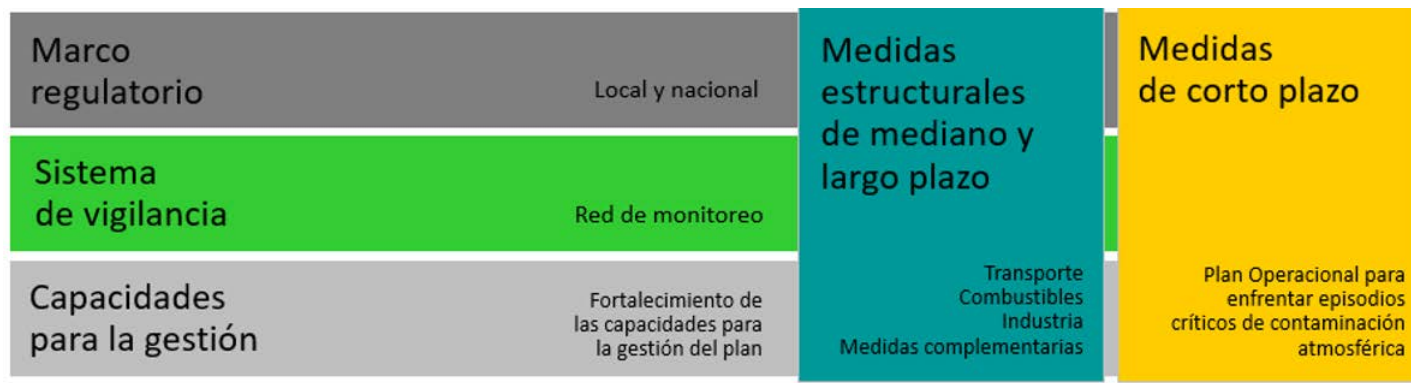 Marco
regulatorio
Local y nacional
Sistema
de vigilancia
Red de monitoreo
Capacidades
para la gestión
Fortalecimiento de
las capacidades para
la gestión del plan
Medidas
estructurales
de mediano y
largo plazo
Transporte
Combustibles
Industria
Medidas complementarias
Medidas
de corto plazo
Plan Operacional para
enfrentar episodios
críticos de contaminación
atmosférica